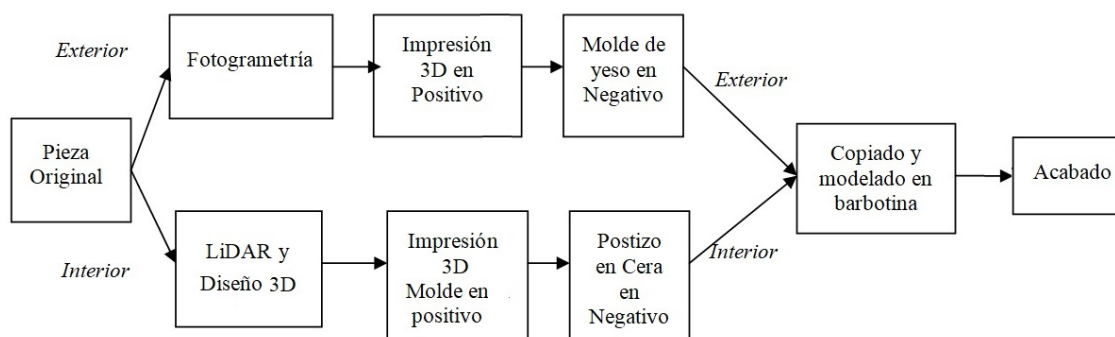 Exterior
Fotogrametría
Impresión
3D en
Positivo
Molde de
yeso en
Negativo
Exterior
Pieza
Original
Copiado y
modelado en
barbotina
Acabado
Interior
LiDAR y
Diseño 3D
Impresión
3D
Molde en
positivo
Postizo
en Cera
en
Negativo
Interior